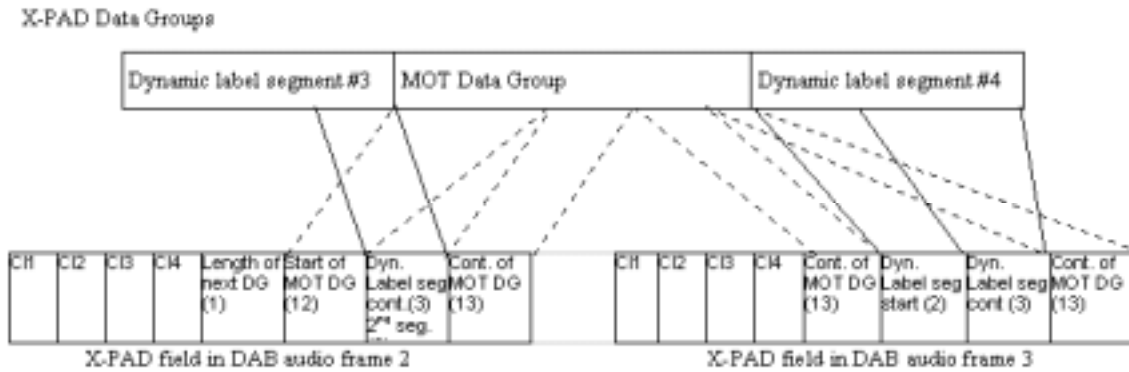 X-PAD Data Groups
Dynamic label segment #3
MOT Data Group
Dynamic label segment #4
CI1
CI2
CI3
CI4
Length of
next DG
(1)
Start of
MOT DG
(12)
Dyn.
Label seg
cont.(3)
2nd seg.
Cont. of
MOT DG
(13)
CI1
CI2
CI3
CI4
Cont. of
MOT DG
(13)
Dyn.
Label seg
start (2)
Dyn.
Label seg
cont (3)
Cont. of
MOT DG
(13)
X-PAD field in DAB audio frame 2
X-PAD field in DAB audio frame 3